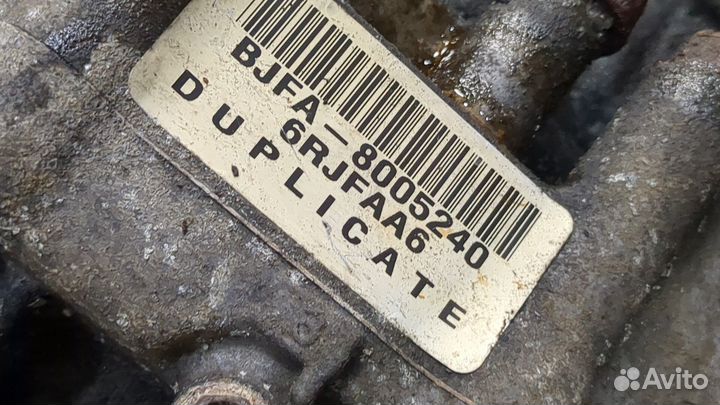 BJFA-8005240
6RJFAA6
DUPLICATE
Avito